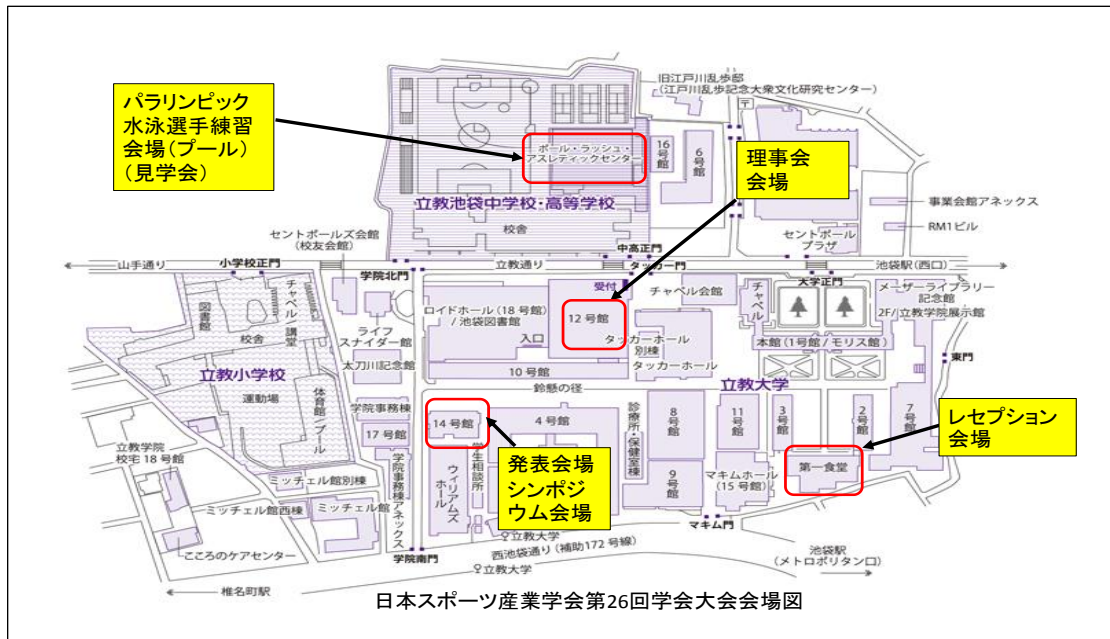 旧江戸川乱歩邸
(江戸川乱歩記念大衆文化研究センター)
パラリンピック
水泳選手練習
会場(プール)
(見学会)
ポール・ラッシュ・
アスレティックセンター
16号館
6号館
理事会
会場
立教池袋中学校・高等学校
校舎
事業会館アネックス
RM1ビル
セントポールズ会館
(校友会館)
セントポール
プラザ
中高正門
山手通り
小学校正門
学院北門
立教通り
タッカー門
池袋駅(西口)
大学正門
受付
チャペル会館
チャペル
メーザーライブラリー
記念館
2F/立教学院展示館
図書館
チャペル/講堂
校舎
ライフ
スナイダー館
ロイドホール(18号館)
/池袋図書館
12号館
入口
タッカーホール
別棟
タッカーホール
本館(1号館/モリス館)
東門
太刀川記念館
10号館
立教小学校
運動場
体育館/プール
鈴懸の径
立教大学
学院事務棟
14号館
4号館
診療所・保健室棟
8号館
11号館
3号館
2号館
7号館
レセプション
会場
17号館
学生相談所
立教学院
校宅18号館
学院事務棟アネックス
ウィリアムズ
ホール
発表会場
シンポジ
ウム会場
9号館
マキムホール
(15号館)
第一食堂
ミッチェル館別棟
ミッチェル館西棟
ミッチェル館
マキム門
こころのケアセンター
学院南門
立教大学
西池袋通り(補助172号線)
立教大学
池袋駅
(メトロポリタン口)
椎名町駅
日本スポーツ産業学会第26回学会大会会場図